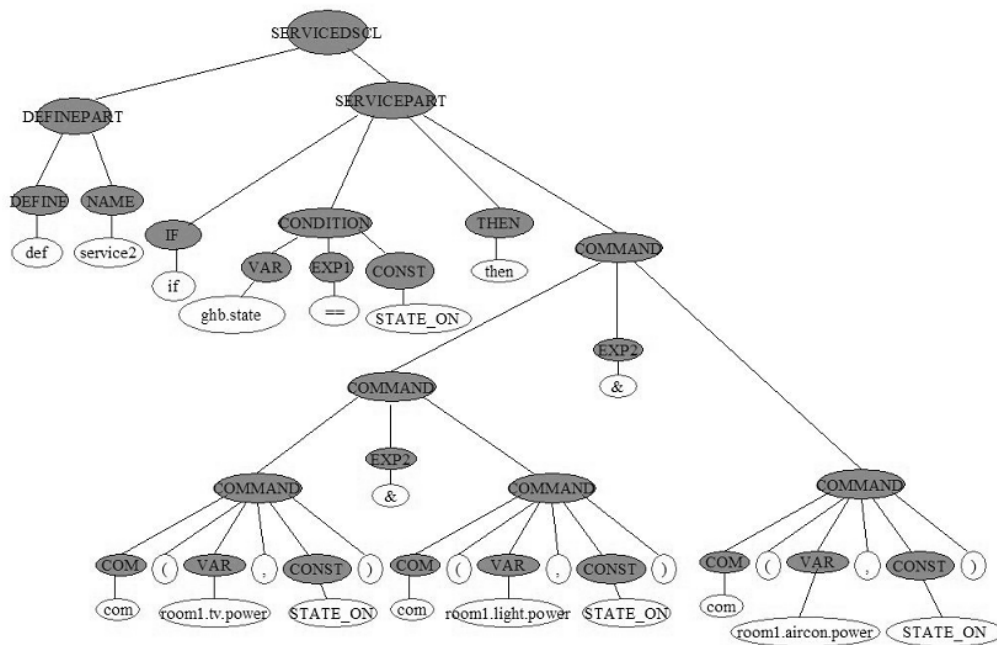 SERVICEDSCL
DEFINEPART
SERVICEPART
DEFINE NAME
IF CONDITION THEN COMMAND
def service2
if VAR EXP1 CONST then
ghb.state == STATE_ON
EXP2
&
COMMAND
EXP2
&
COMMAND COMMAND COMMAND
COM ( VAR , CONST ) COM ( VAR , CONST ) COM ( VAR , CONST )
com room1.tv.power STATE_ON com room1.light.power STATE_ON com
room1.aircon.power STATE_ON